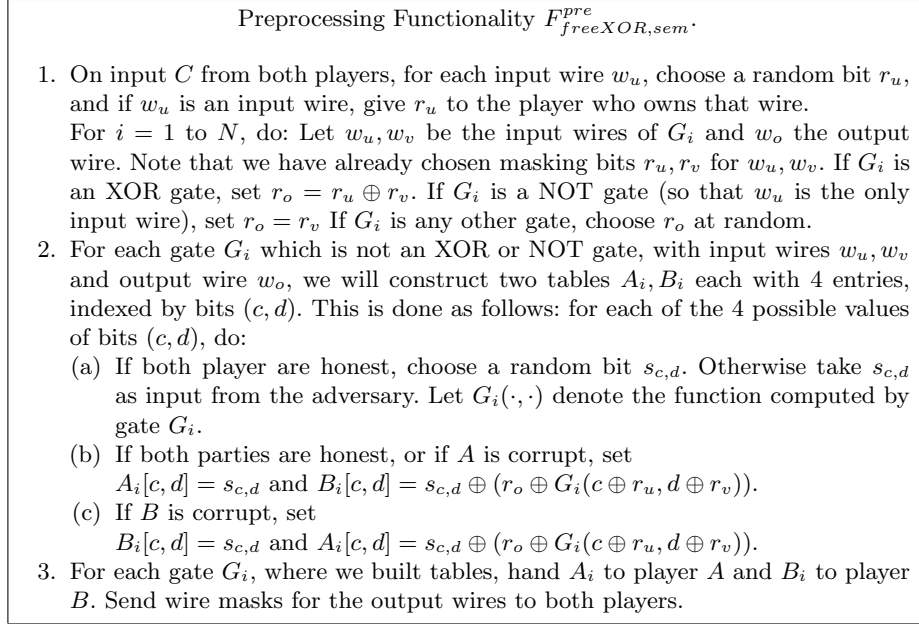 Preprocessing Functionality $F^{pre}_{freeXOR,sem}$.
1. On input $C$ from both players, for each input wire $w_u$, choose a random bit $r_u$,
and if $w_u$ is an input wire, give $r_u$ to the player who owns that wire.
For $i = 1$ to $N$, do: Let $w_u, w_v$ be the input wires of $G_i$ and $w_o$ the output
wire. Note that we have already chosen masking bits $r_u, r_v$ for $w_u, w_v$. If $G_i$ is
an XOR gate, set $r_o = r_u \oplus r_v$. If $G_i$ is a NOT gate (so that $w_u$ is the only
input wire), set $r_o = r_v$ If $G_i$ is any other gate, choose $r_o$ at random.
2. For each gate $G_i$ which is not an XOR or NOT gate, with input wires $w_u, w_v$
and output wire $w_o$, we will construct two tables $A_i, B_i$ each with 4 entries,
indexed by bits $(c, d)$. This is done as follows: for each of the 4 possible values
of bits $(c, d)$, do:
(a) If both player are honest, choose a random bit $s_{c,d}$. Otherwise take $s_{c,d}$
as input from the adversary. Let $G_i(\cdot, \cdot)$ denote the function computed by
gate $G_i$.
(b) If both parties are honest, or if $A$ is corrupt, set
$A_i[c, d] = s_{c,d}$ and $B_i[c, d] = s_{c,d} \oplus (r_o \oplus G_i(c \oplus r_u, d \oplus r_v))$.
(c) If $B$ is corrupt, set
$B_i[c, d] = s_{c,d}$ and $A_i[c, d] = s_{c,d} \oplus (r_o \oplus G_i(c \oplus r_u, d \oplus r_v))$.
3. For each gate $G_i$, where we built tables, hand $A_i$ to player $A$ and $B_i$ to player
$B$. Send wire masks for the output wires to both players.